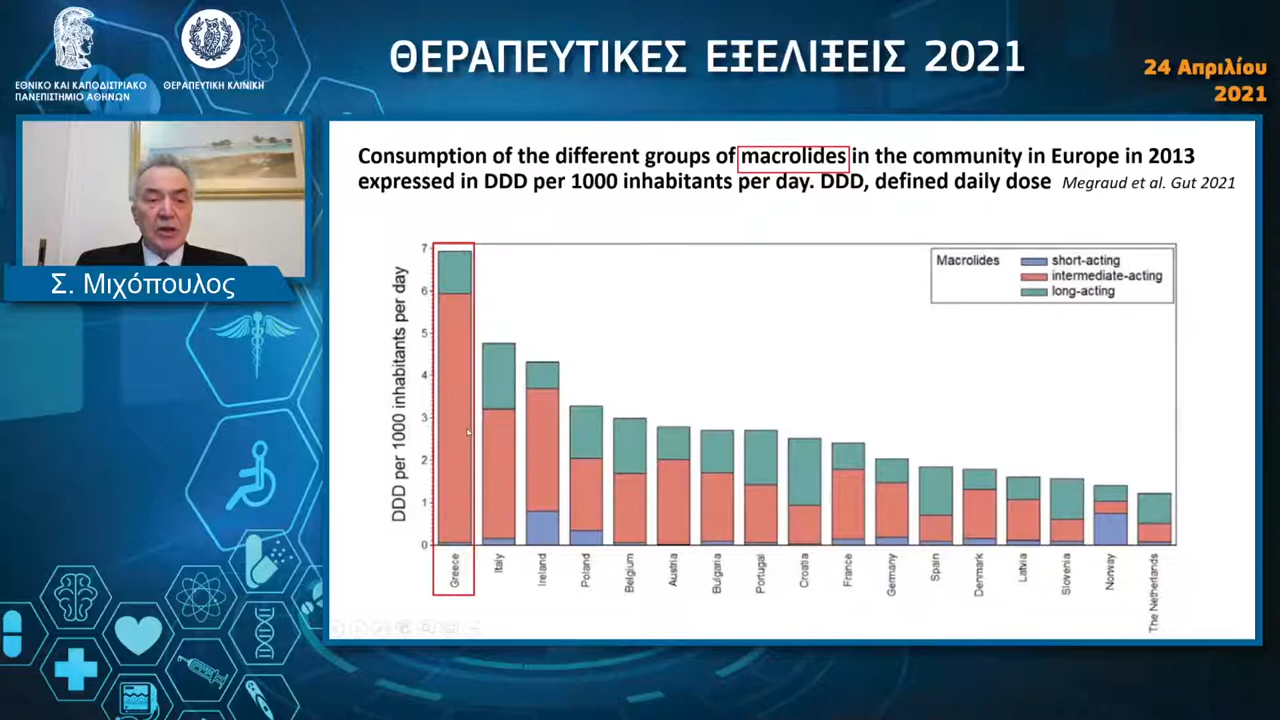 ΕΘΝΙΚΟ ΚΑΙ ΚΑΠΟΔΙΣΤΡΙΑΚΟ
ΠΑΝΕΠΙΣΤΗΜΙΟ ΑΘΗΝΩΝ
ΘΕΡΑΠΕΥΤΙΚΗ ΚΛΙΝΙΚΗ
ΘΕΡΑΠΕΥΤΙΚΕΣ ΕΞΕΛΙΞΕΙΣ 2021
24 Απριλίου
2021
Σ. Μιχόπουλος
Consumption of the different groups of macrolides in the community in Europe in 2013
expressed in DDD per 1000 inhabitants per day. DDD, defined daily dose Megraud et al. Gut 2021
DDD per 1000 inhabitants per day
7
6
5
4
3
2
1
0
Macrolides
short-acting
intermediate-acting
long-acting
Greece
Italy
Ireland
Poland
Belgium
Austria
Bulgaria
Portugal
Croatia
France
Germany
Spain
Denmark
Latvia
Slovenia
Norway
The Netherlands